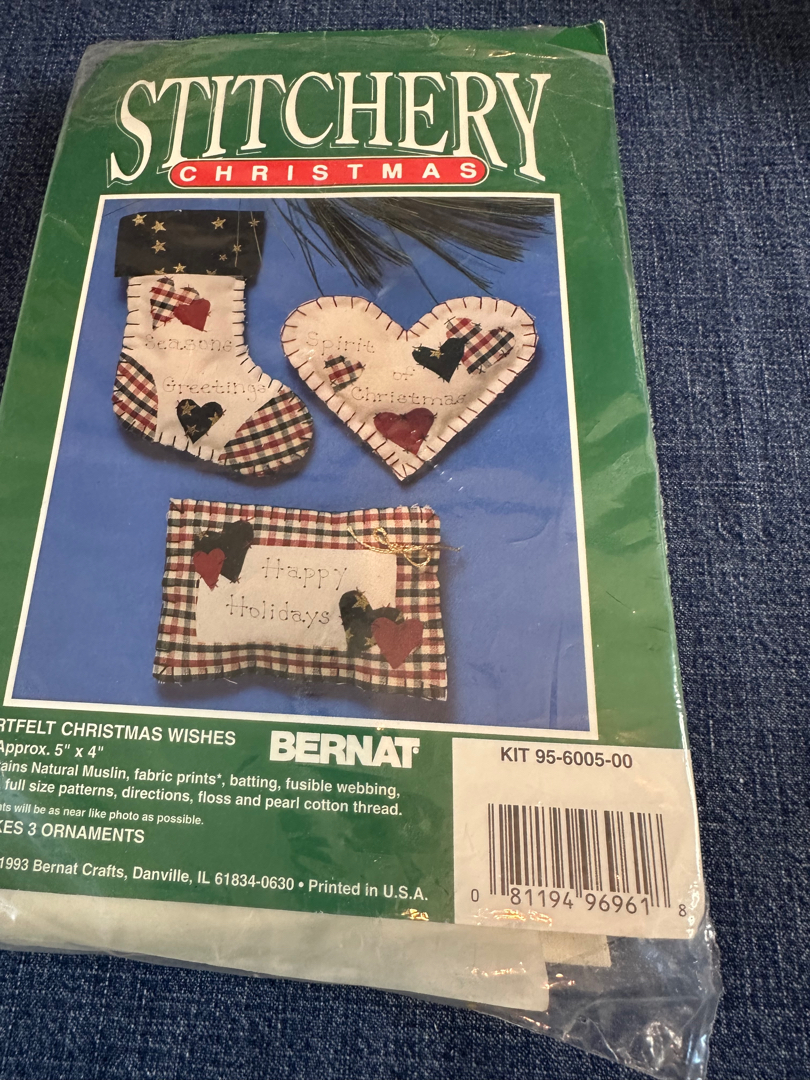 STITCHERY
CHRISTMAS
Seasons
Greetings
Spirit
of
Christmas
Happy
Holidays
RTFELT CHRISTMAS WISHES
Approx. 5" x 4"
ains Natural Muslin, fabric prints*, batting, fusible webbing,
full size patterns, directions, floss and pearl cotton thread.
nts will be as near like photo as possible.
KES 3 ORNAMENTS
1993 Bernat Crafts, Danville, IL 61834-0630 • Printed in U.S.A.
BERNAT®
KIT 95-6005-00
0 81194 96961 8